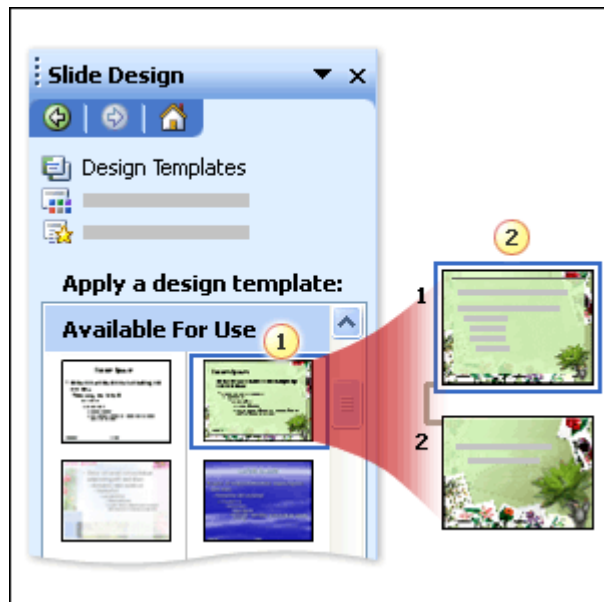 Slide Design
Design Templates
Apply a design template:
Available For Use
1
2
1
2